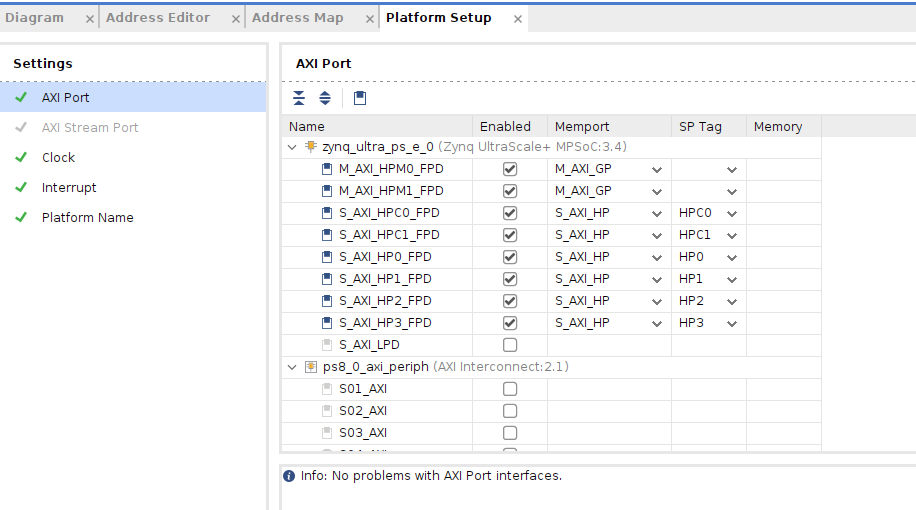 Diagram × Address Editor × Address Map × Platform Setup ×
Settings
AXI Port
AXI Stream Port
Clock
Interrupt
Platform Name
AXI Port
Name Enabled Memport SP Tag Memory
zynq_ultra_ps_e_0 (Zynq UltraScale+ MPSoC:3.4)
M_AXI_HPM0_FPD M_AXI_GP
M_AXI_HPM1_FPD M_AXI_GP
S_AXI_HPC0_FPD S_AXI_HP HPC0
S_AXI_HPC1_FPD S_AXI_HP HPC1
S_AXI_HP0_FPD S_AXI_HP HP0
S_AXI_HP1_FPD S_AXI_HP HP1
S_AXI_HP2_FPD S_AXI_HP HP2
S_AXI_HP3_FPD S_AXI_HP HP3
S_AXI_LPD
ps8_0_axi_periph (AXI Interconnect:2.1)
S01_AXI
S02_AXI
S03_AXI
Info: No problems with AXI Port interfaces.